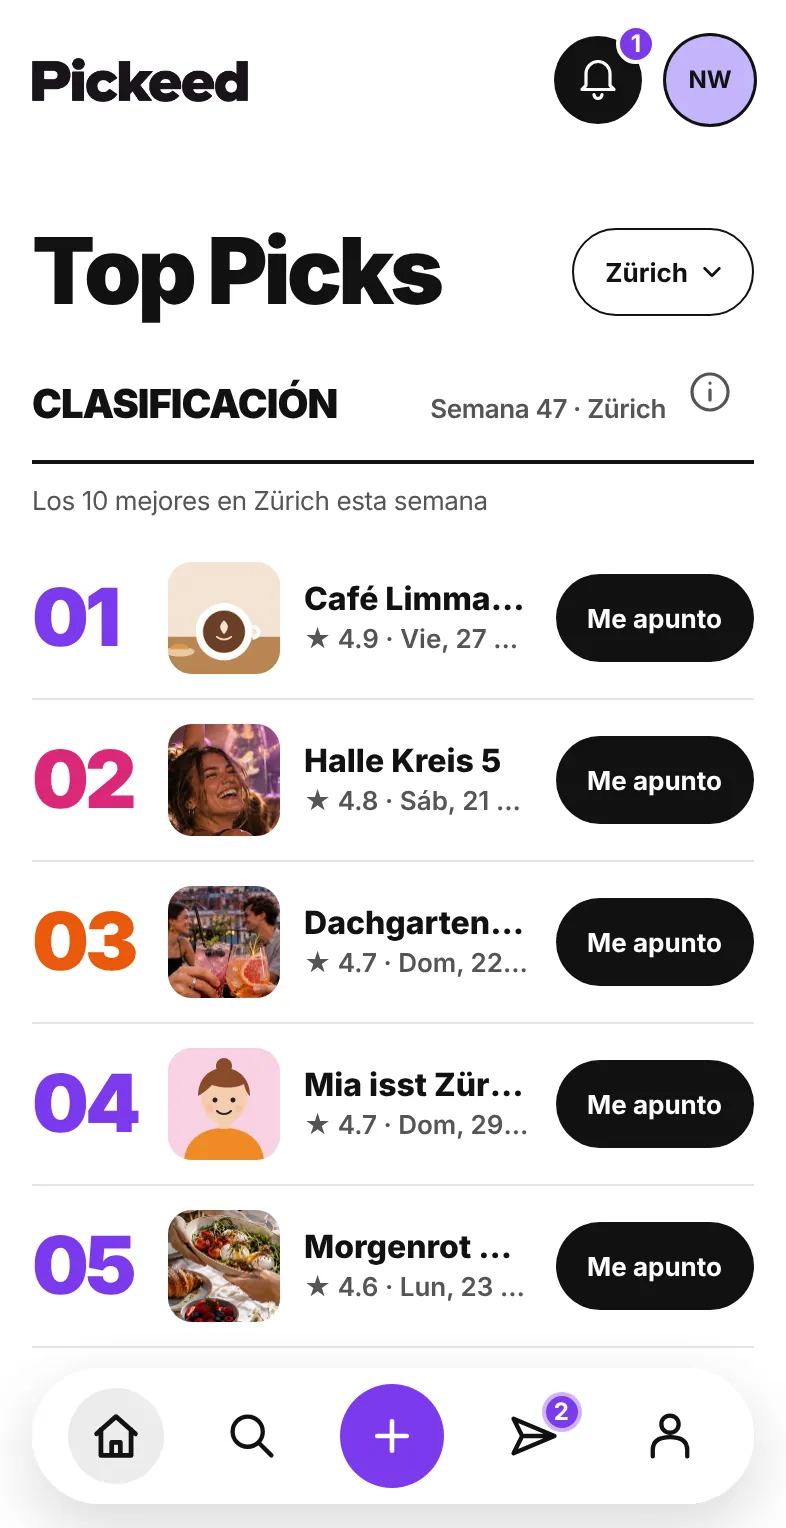 Pickeed
1
NW
Top Picks
Zürich
CLASIFICACIÓN
Semana 47 · Zürich
Los 10 mejores en Zürich esta semana
01
Café Limma...
★ 4.9 · Vie, 27 ...
Me apunto
02
Halle Kreis 5
★ 4.8 · Sáb, 21 ...
Me apunto
03
Dachgarten...
★ 4.7 · Dom, 22...
Me apunto
04
Mia isst Zür...
★ 4.7 · Dom, 29...
Me apunto
05
Morgenrot ...
★ 4.6 · Lun, 23 ...
Me apunto
2